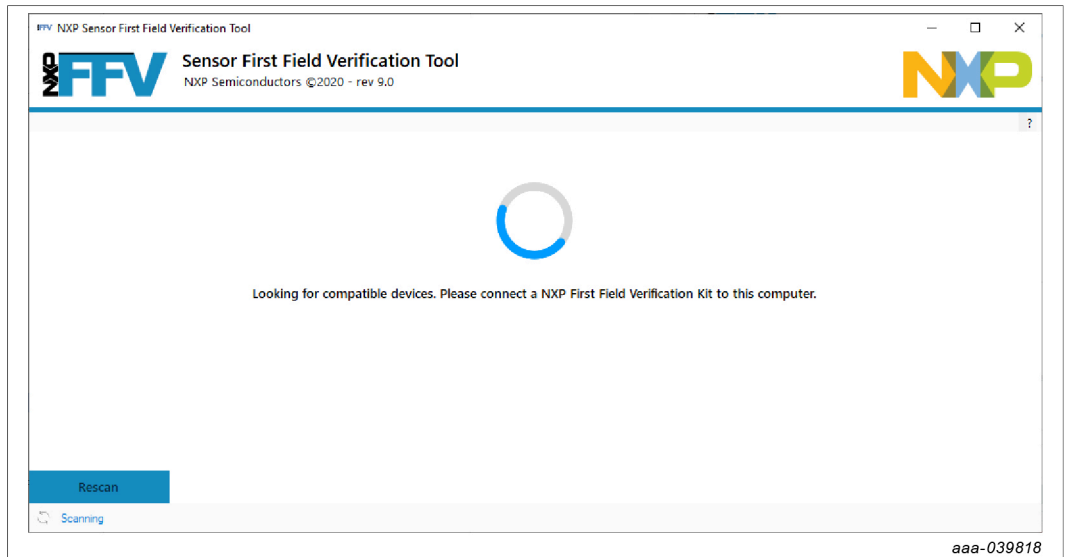 FFV NXP Sensor First Field Verification Tool
NXP FFV
Sensor First Field Verification Tool
NXP Semiconductors ©2020 - rev 9.0
NXP
?
Looking for compatible devices. Please connect a NXP First Field Verification Kit to this computer.
Rescan
Scanning
aaa-039818